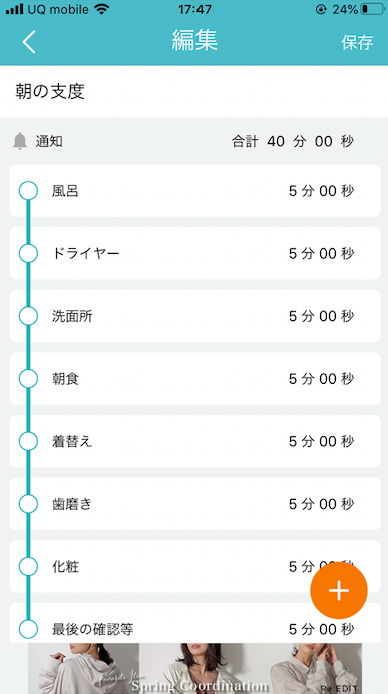 UQ mobile 17:47 24%
編集 保存
朝の支度
通知 合計 40 分 00 秒
風呂 5 分 00 秒
ドライヤー 5 分 00 秒
洗面所 5 分 00 秒
朝食 5 分 00 秒
着替え 5 分 00 秒
歯磨き 5 分 00 秒
化粧 5 分 00 秒
最後の確認等 5 分 00 秒
Favorite Item
Spring Coordination
Re EDIT